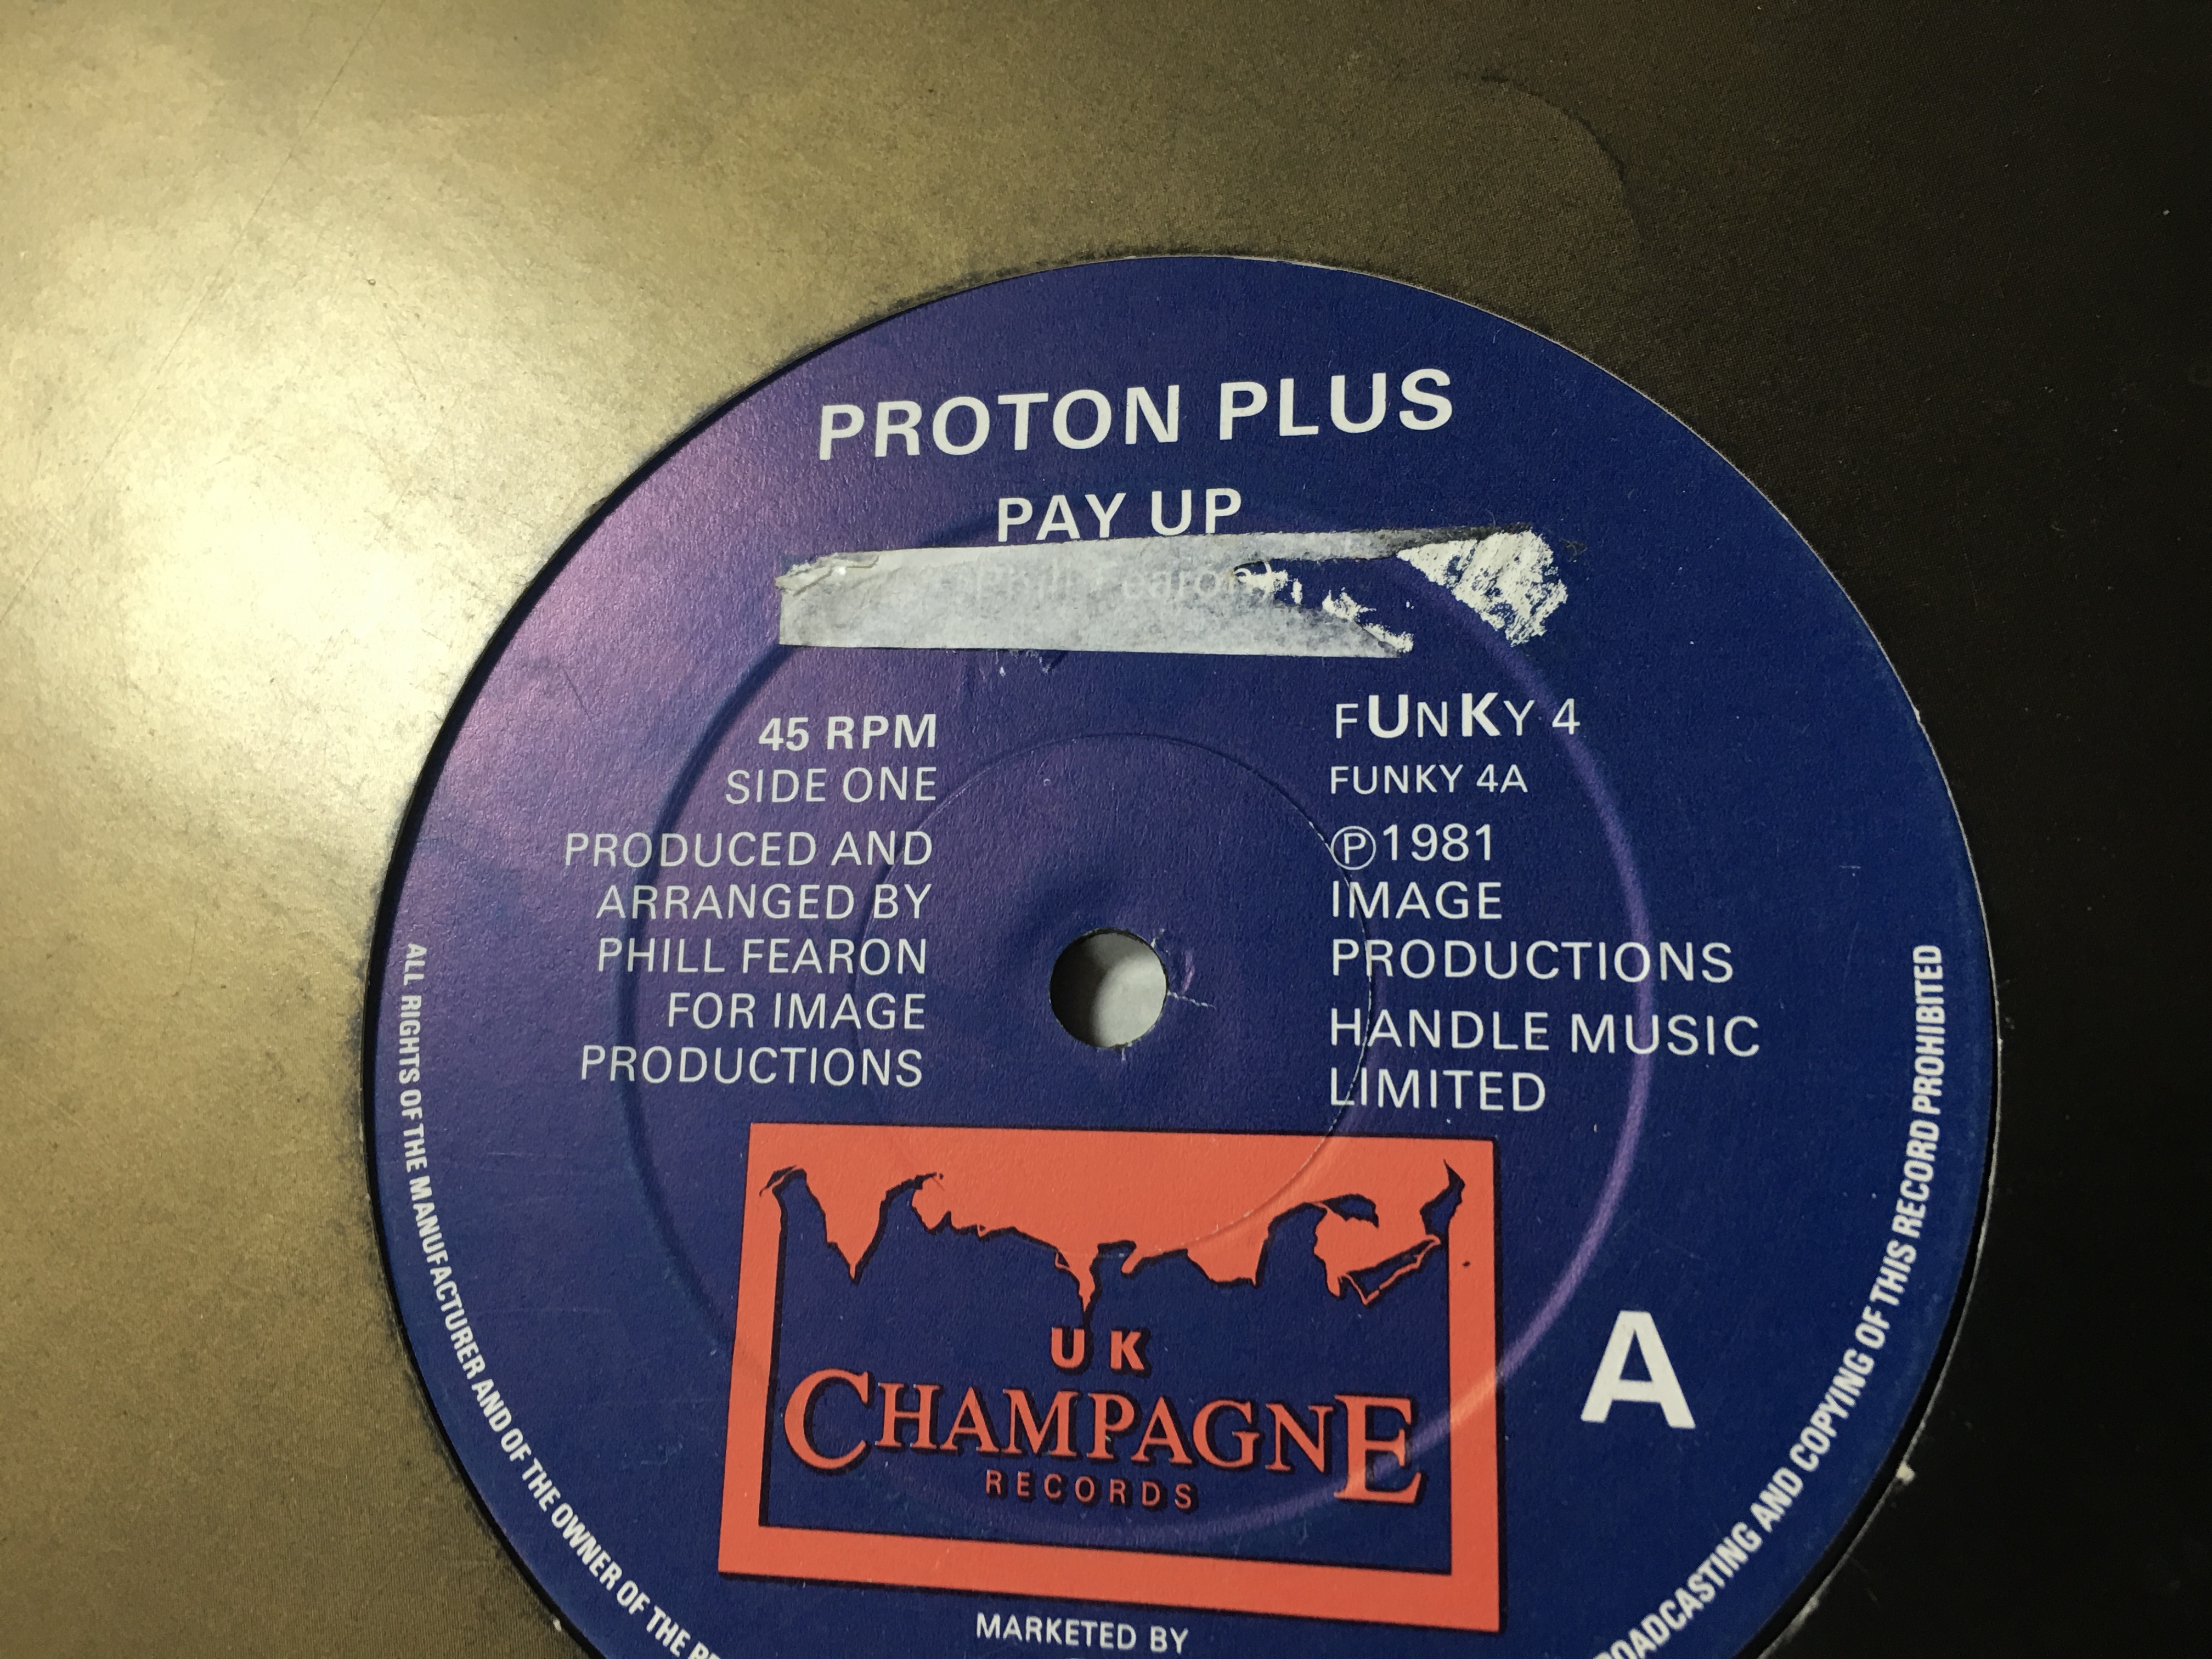 PROTON PLUS
PAY UP
Fearon)
45 RPM
SIDE ONE
PRODUCED AND
ARRANGED BY
PHILL FEARON
FOR IMAGE
PRODUCTIONS
FUNKY 4
FUNKY 4A
Ⓟ1981
IMAGE
PRODUCTIONS
HANDLE MUSIC
LIMITED
UK
CHAMPAGNE
RECORDS
A
MARKETED BY
ALL RIGHTS OF THE MANUFACTURER AND OF THE OWNER OF THE
AND COPYING OF THIS RECORD PROHIBITED